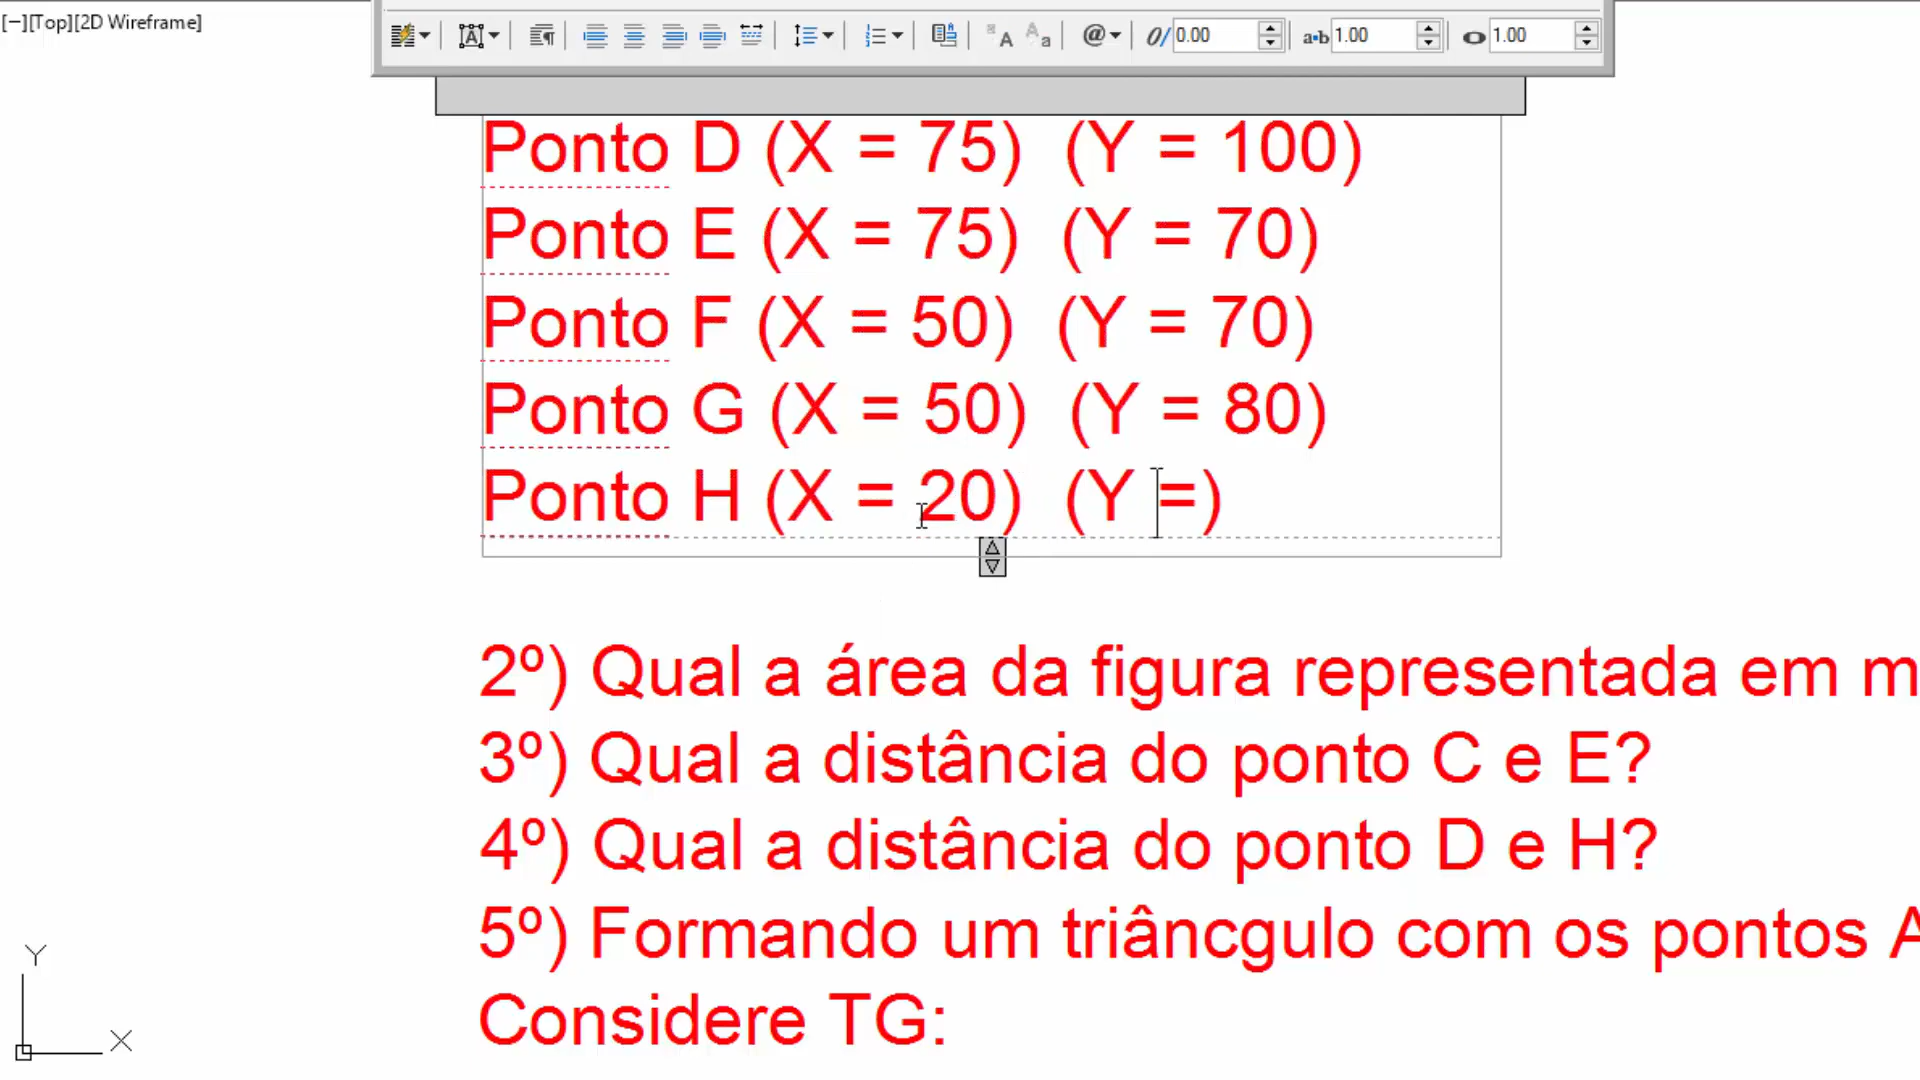 [−][Top][2D Wireframe]
0/ 0.00 a•b 1.00 1.00
Ponto D (X = 75) (Y = 100)
Ponto E (X = 75) (Y = 70)
Ponto F (X = 50) (Y = 70)
Ponto G (X = 50) (Y = 80)
Ponto H (X = 20) (Y =)
2º) Qual a área da figura representada em m
3º) Qual a distância do ponto C e E?
4º) Qual a distância do ponto D e H?
5º) Formando um triâncgulo com os pontos A
Considere TG:
Y
X